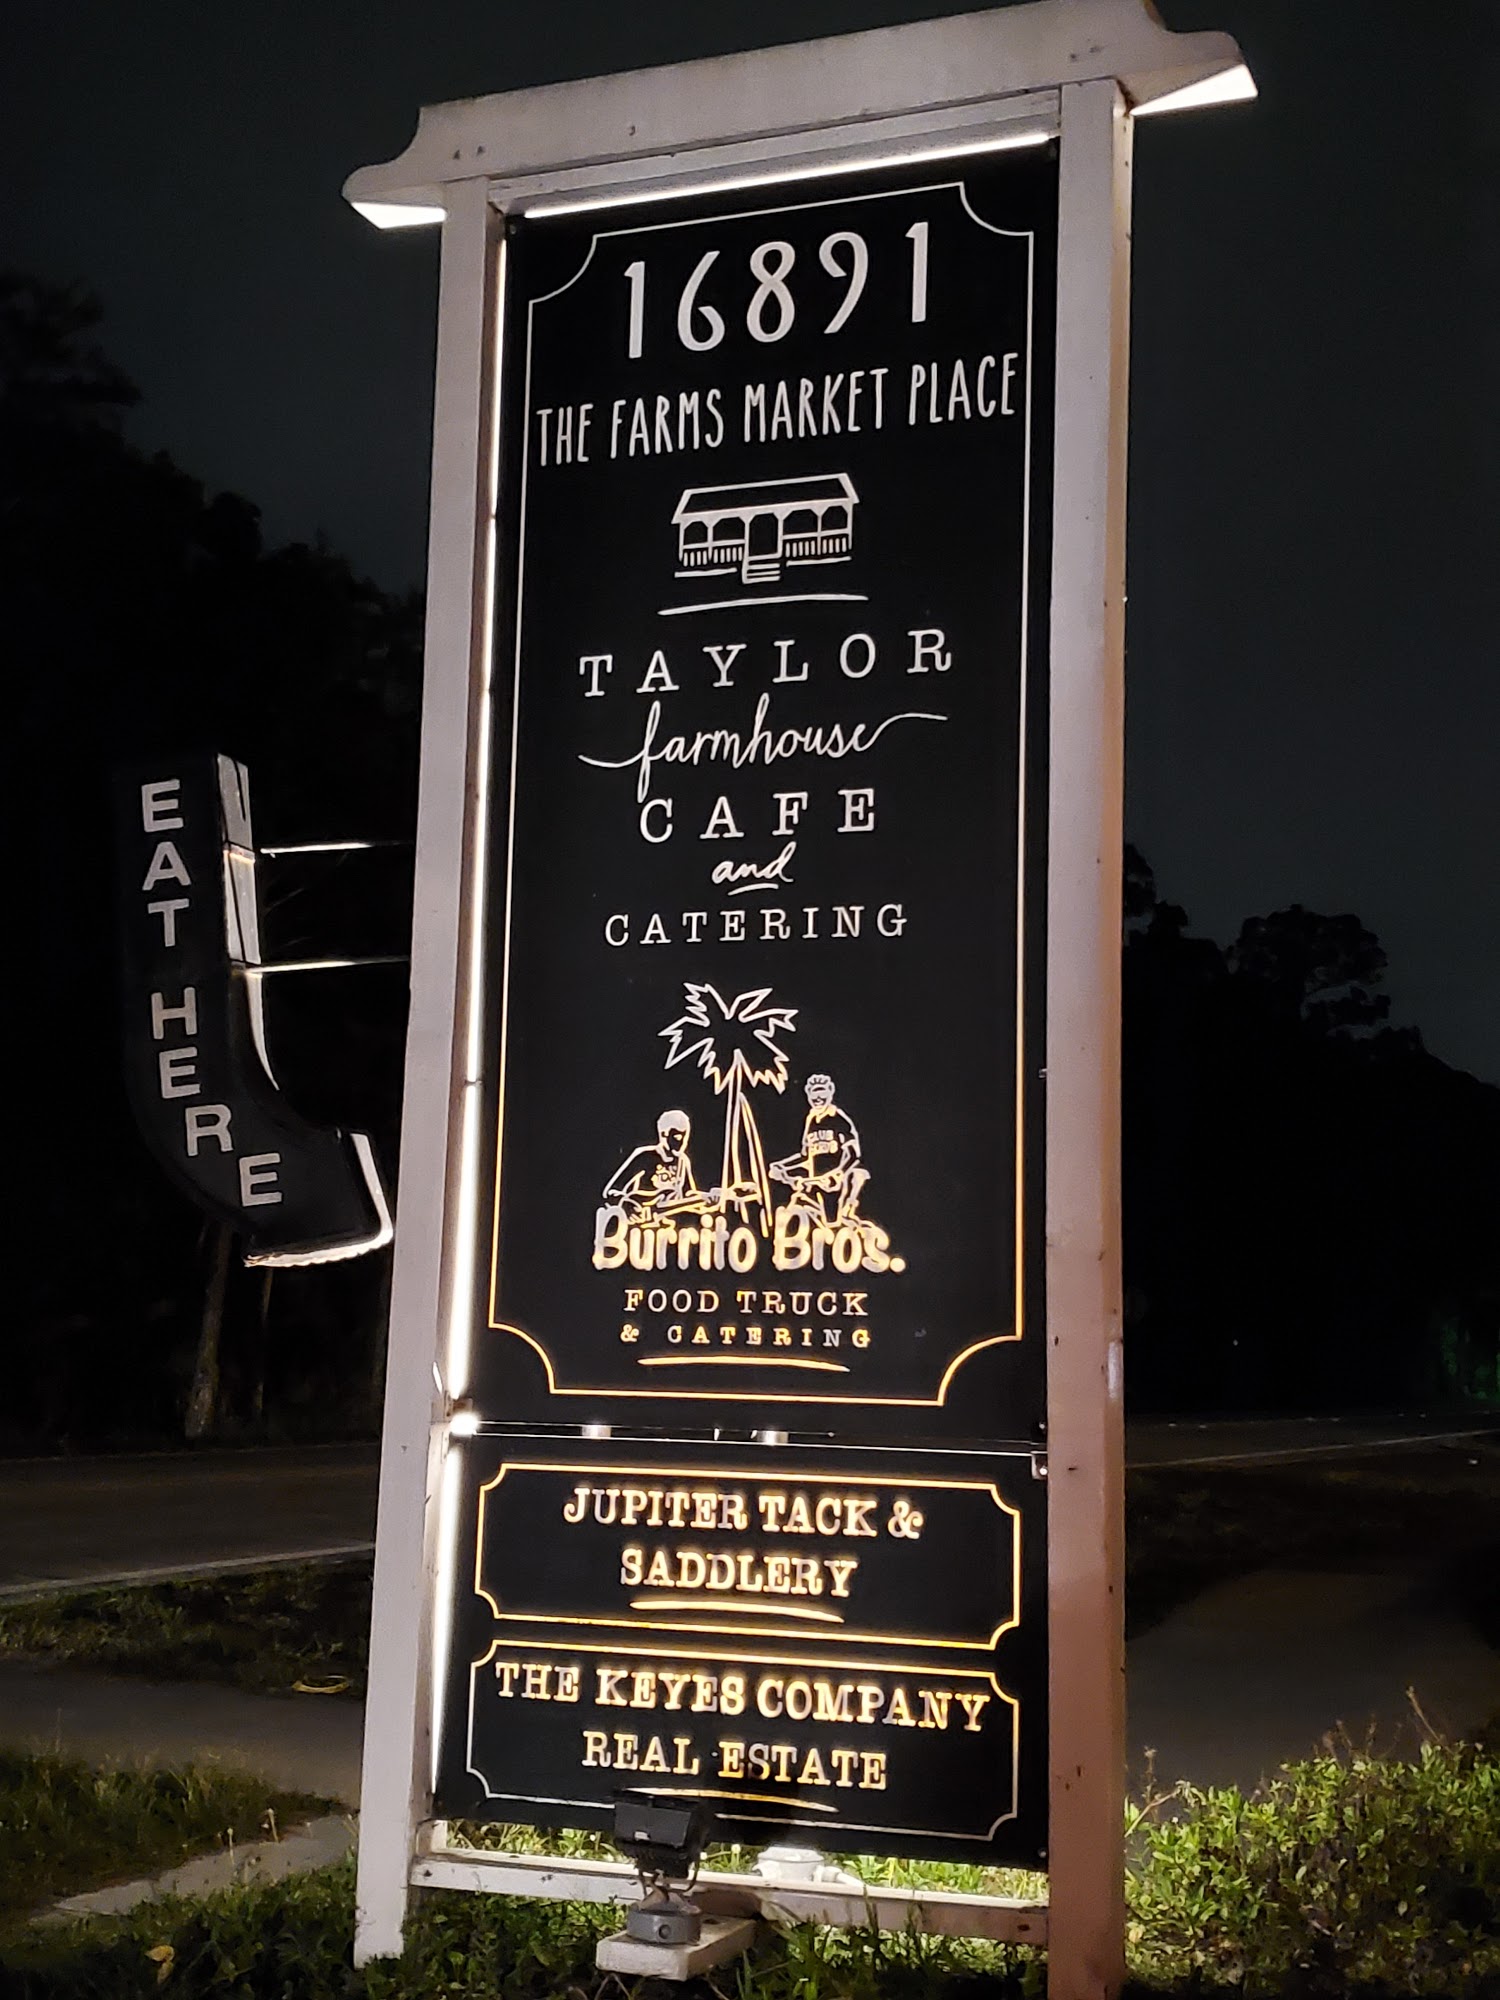 16891
THE FARMS MARKET PLACE
TAYLOR
farmhouse
CAFE
and
CATERING
Burrito Bros.
FOOD TRUCK
& CATERING
JUPITER TACK &
SADDLERY
THE KEYES COMPANY
REAL ESTATE
EAT HERE